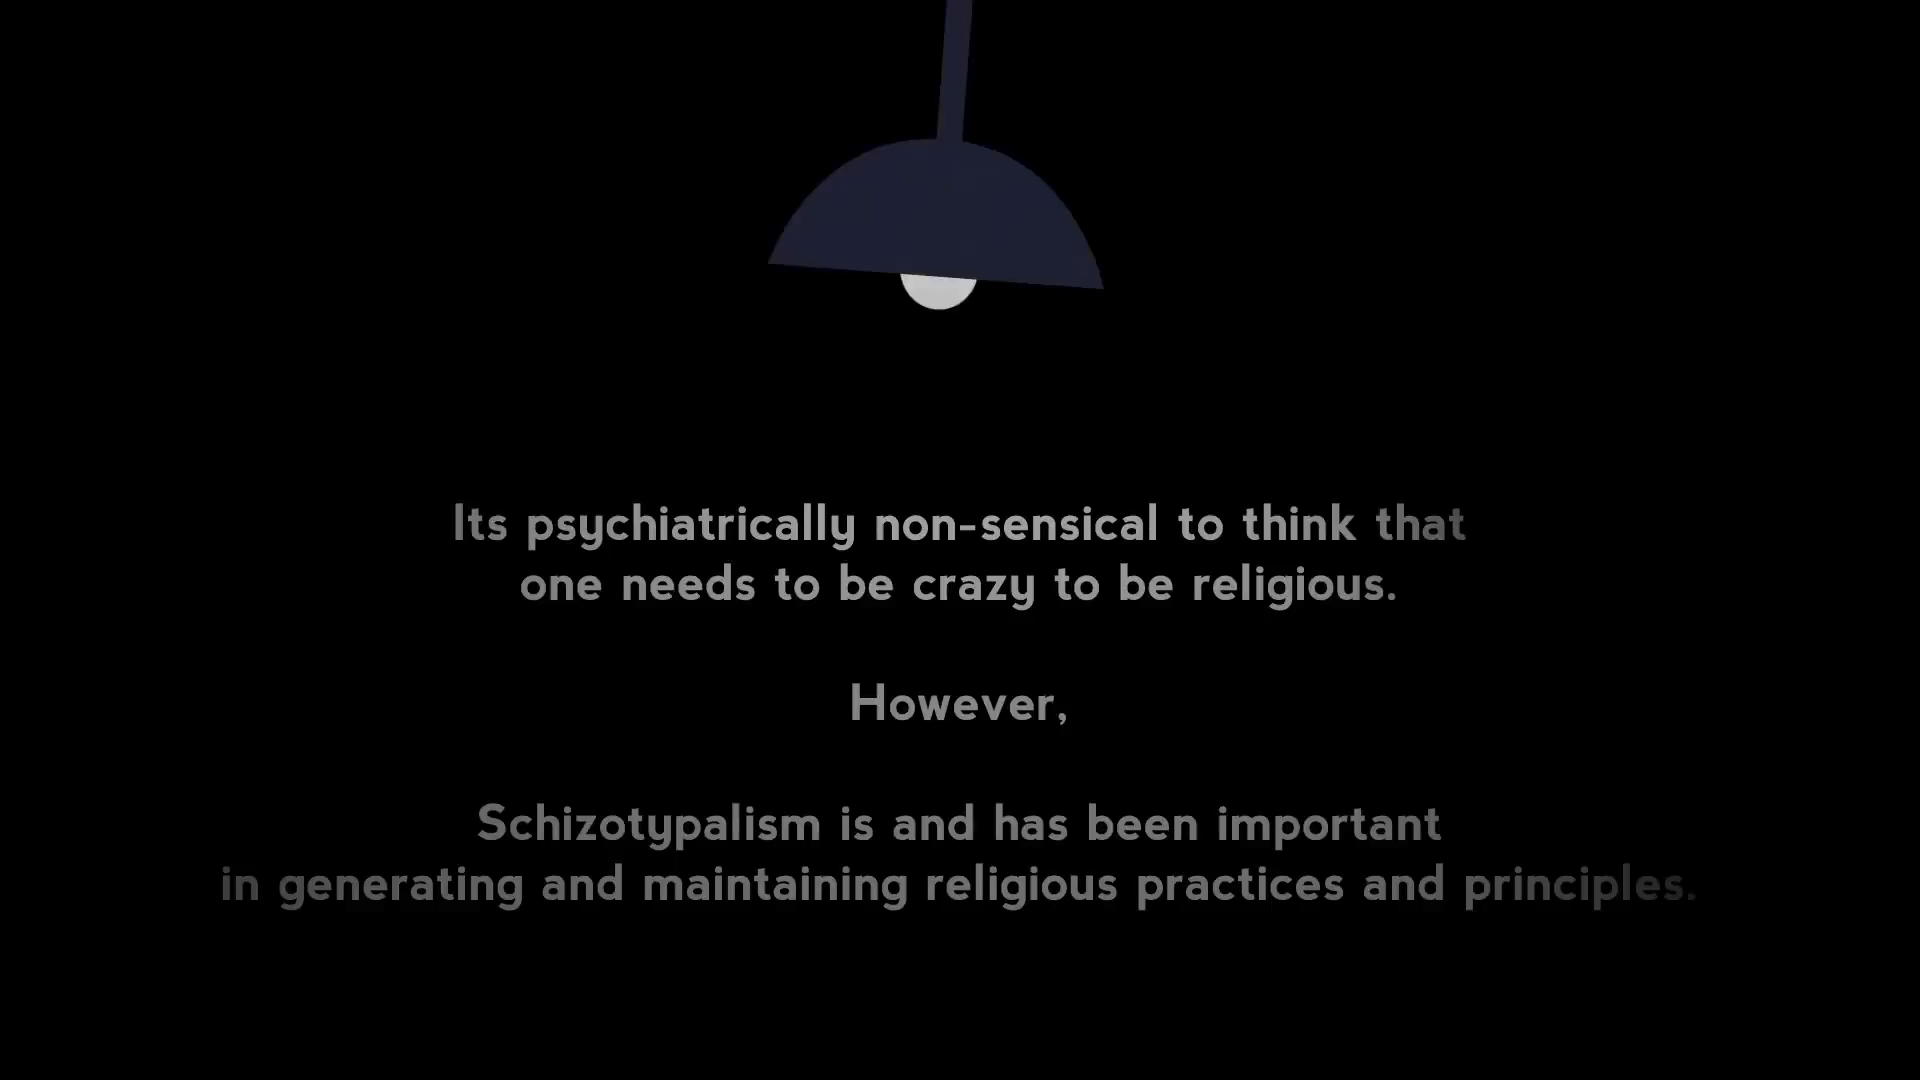 Its psychiatrically non-sensical to think that
one needs to be crazy to be religious.
However,
Schizotypalism is and has been important
in generating and maintaining religious practices and principles.